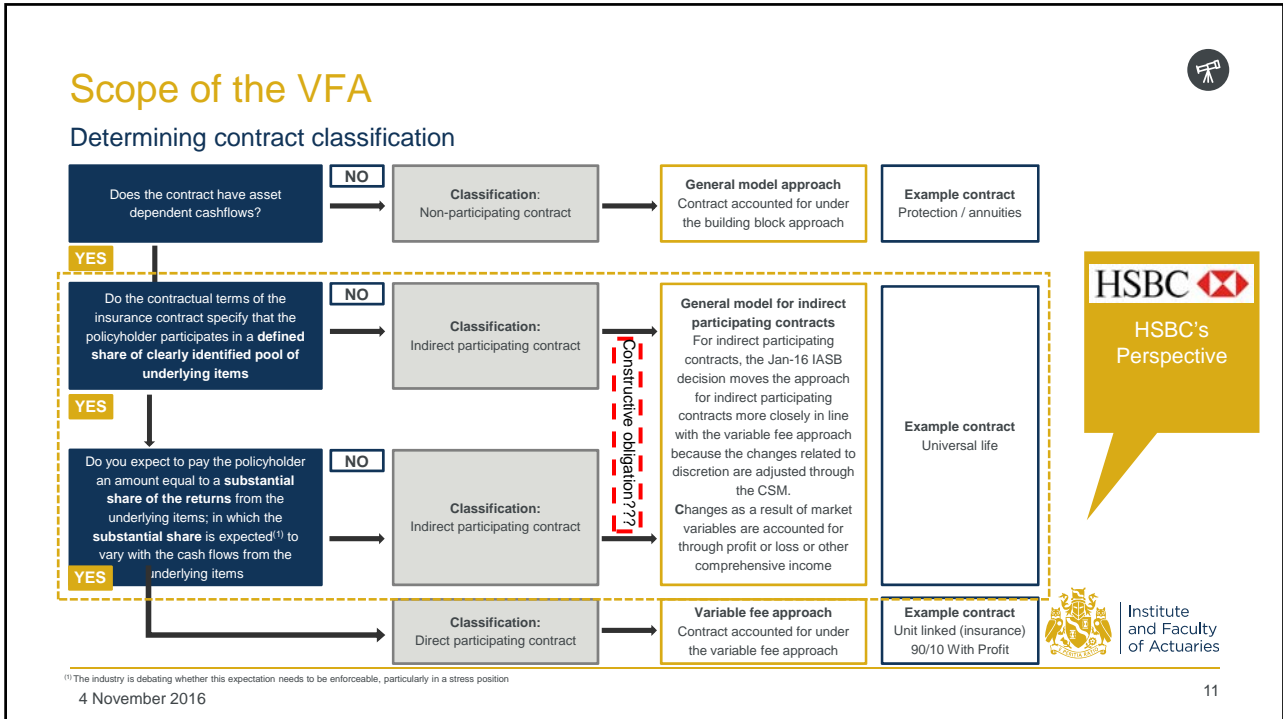 Scope of the VFA
Determining contract classification
Does the contract have asset
dependent cashflows?
NO
Classification:
Non-participating contract
General model approach
Contract accounted for under
the building block approach
Example contract
Protection / annuities
YES
Do the contractual terms of the
insurance contract specify that the
policyholder participates in a defined
share of clearly identified pool of
underlying items
NO
Classification:
Indirect participating contract
Constructive obligation???
General model for indirect
participating contracts
For indirect participating
contracts, the Jan-16 IASB
decision moves the approach
for indirect participating
contracts more closely in line
with the variable fee approach
because the changes related to
discretion are adjusted through
the CSM.
Changes as a result of market
variables are accounted for
through profit or loss or other
comprehensive income
Example contract
Universal life
YES
Do you expect to pay the policyholder
an amount equal to a substantial
share of the returns from the
underlying items; in which the
substantial share is expected(1) to
vary with the cash flows from the
underlying items
NO
Classification:
Indirect participating contract
YES
Classification:
Direct participating contract
Variable fee approach
Contract accounted for under
the variable fee approach
Example contract
Unit linked (insurance)
90/10 With Profit
HSBC
HSBC's
Perspective
Institute
and Faculty
of Actuaries
(1) The industry is debating whether this expectation needs to be enforceable, particularly in a stress position
4 November 2016
11